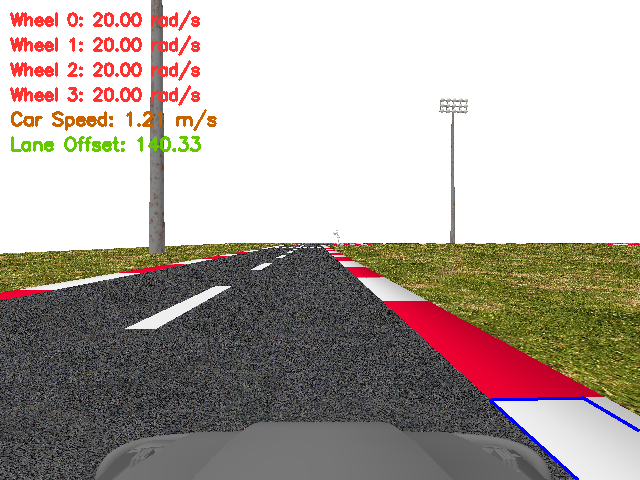 Wheel 0: 20.00 rad/s
Wheel 1: 20.00 rad/s
Wheel 2: 20.00 rad/s
Wheel 3: 20.00 rad/s
Car Speed: 1.21 m/s
Lane Offset: 140.33